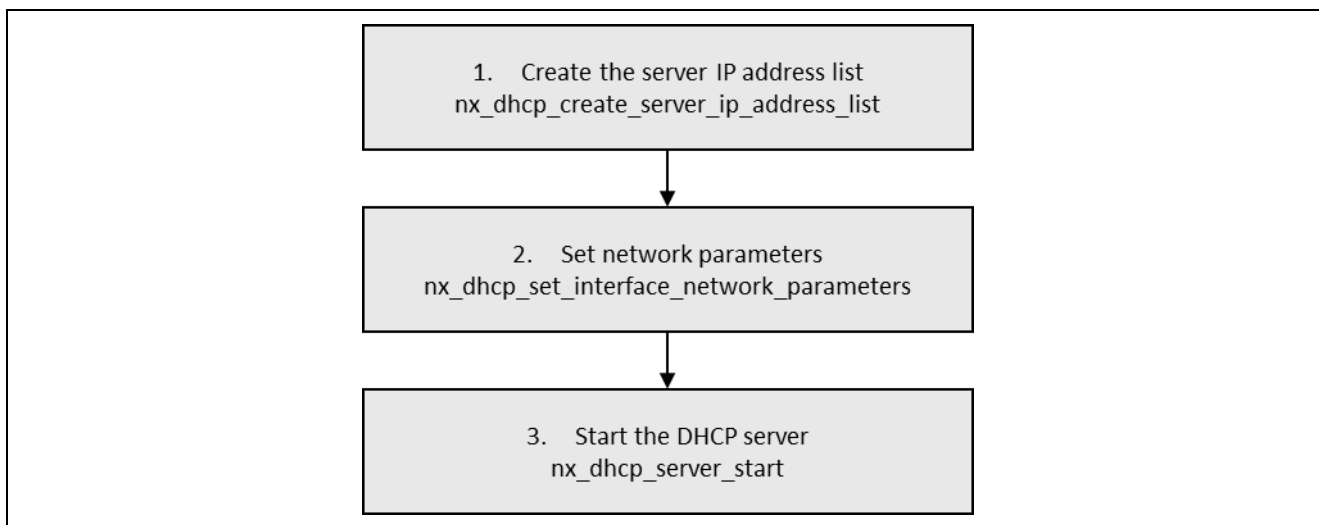 1. Create the server IP address list
nx_dhcp_create_server_ip_address_list
2. Set network parameters
nx_dhcp_set_interface_network_parameters
3. Start the DHCP server
nx_dhcp_server_start